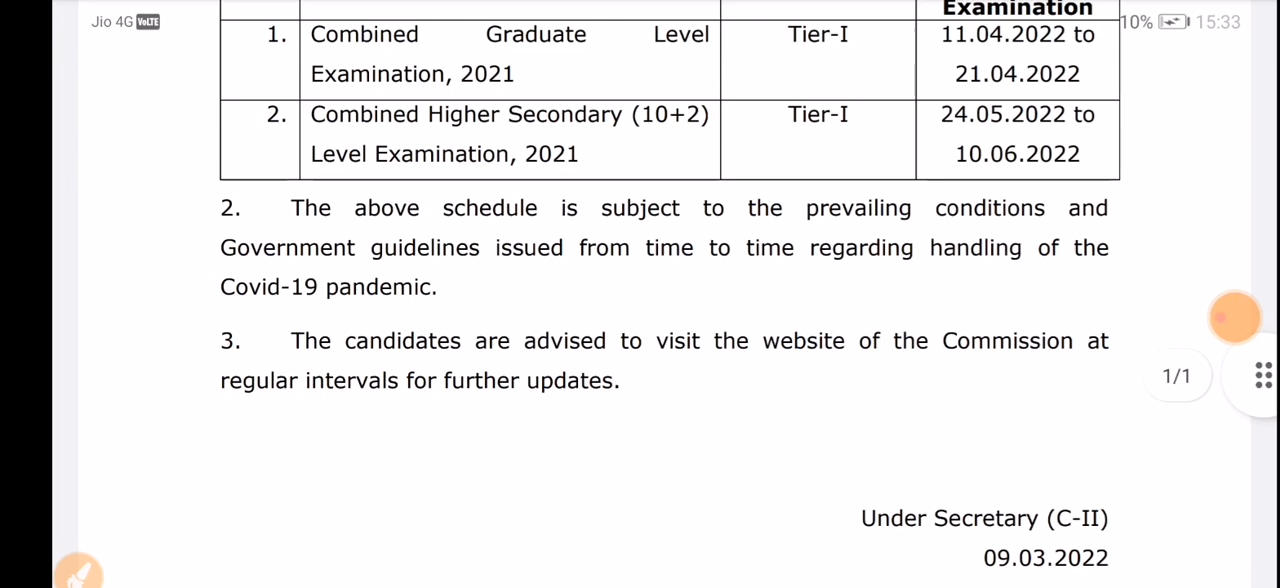 Examination
Jio 4G VoLTE 10% 15:33
1. Combined Graduate Level Tier-I 11.04.2022 to
Examination, 2021 21.04.2022
2. Combined Higher Secondary (10+2) Tier-I 24.05.2022 to
Level Examination, 2021 10.06.2022
2. The above schedule is subject to the prevailing conditions and
Government guidelines issued from time to time regarding handling of the
Covid-19 pandemic.
3. The candidates are advised to visit the website of the Commission at
regular intervals for further updates.
1/1
Under Secretary (C-II)
09.03.2022